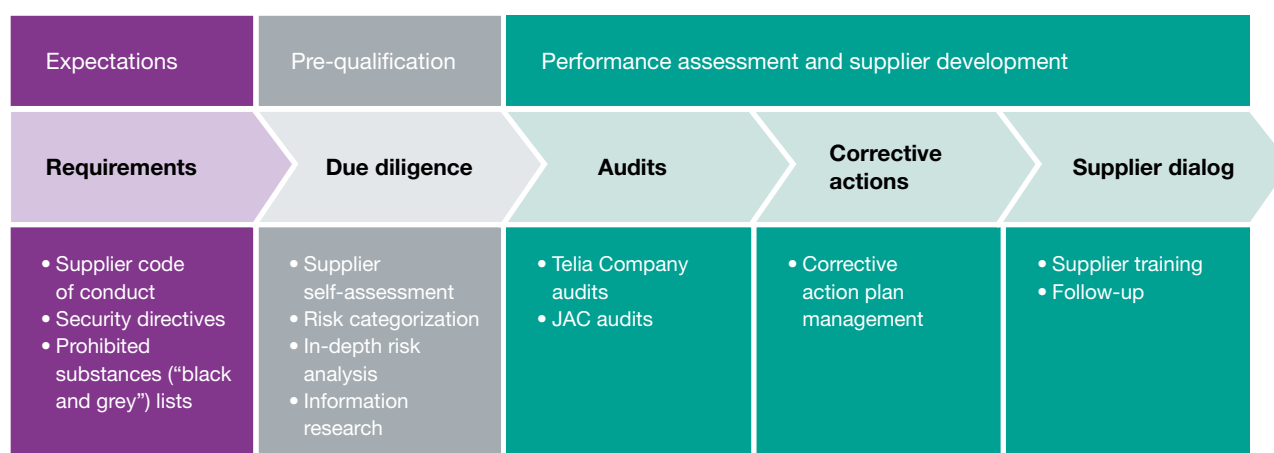 Expectations
Pre-qualification
Performance assessment and supplier development
Requirements
Due diligence
Audits
Corrective
actions
Supplier dialog
• Supplier code
of conduct
• Security directives
• Prohibited
substances (“black
and grey”) lists
• Supplier
self-assessment
• Risk categorization
• In-depth risk
analysis
• Information
research
• Telia Company
audits
• JAC audits
• Corrective
action plan
management
• Supplier training
• Follow-up